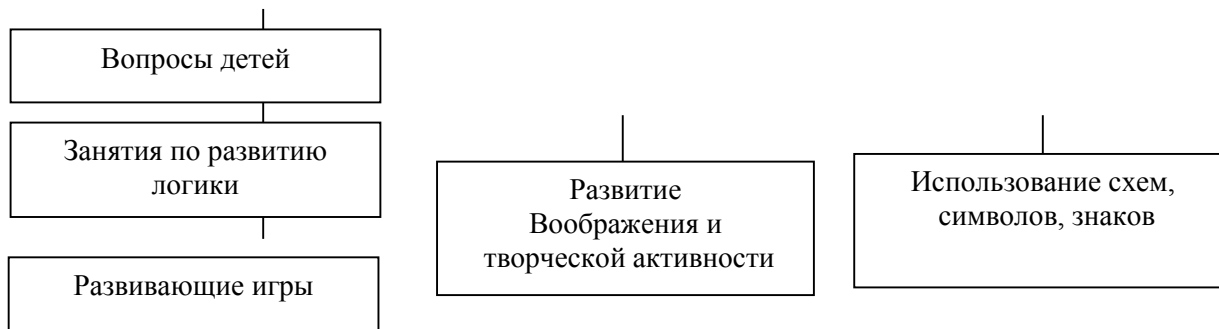 Вопросы детей
Занятия по развитию
логики
Развивающие игры
Развитие
Воображения и
творческой активности
Использование схем,
символов, знаков